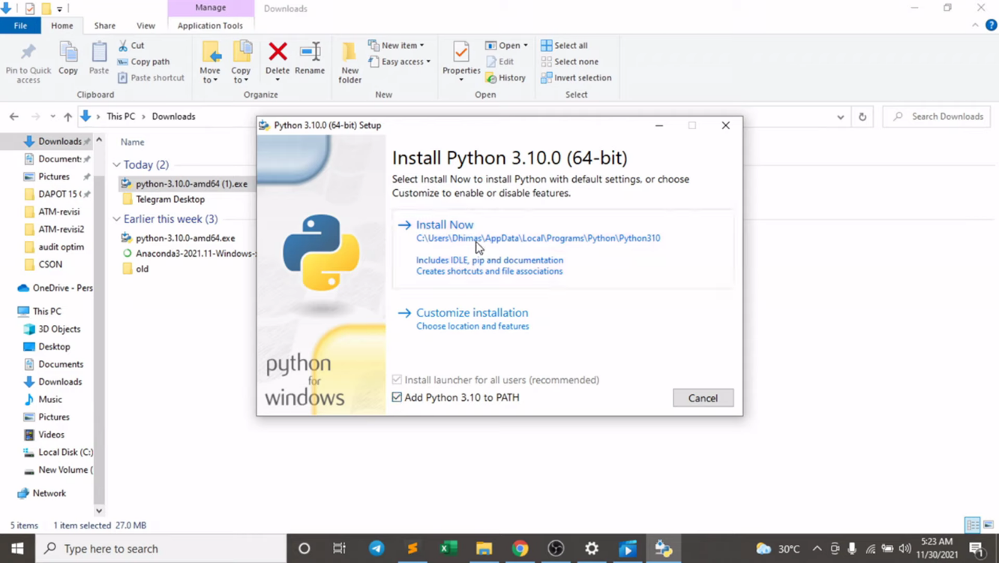 Manage
Downloads
File
Home
Share
View
Application Tools
Pin to Quick access
Copy
Paste
Cut
Copy path
Paste shortcut
Clipboard
Move to
Copy to
Delete
Rename
Organize
New folder
New item
Easy access
New
Properties
Open
Edit
History
Open
Select all
Select none
Invert selection
Select
This PC
Downloads
Search Downloads
Downloads
Document:
Pictures
DAPOT 15
ATM-revisi
ATM-revisi2
audit optim
CSON
OneDrive - Pers
This PC
3D Objects
Desktop
Documents
Downloads
Music
Pictures
Videos
Local Disk (C:)
New Volume (
Network
Name
Today (2)
python-3.10.0-amd64 (1).exe
Telegram Desktop
Earlier this week (3)
python-3.10.0-amd64.exe
Anaconda3-2021.11-Windows-
old
Python 3.10.0 (64-bit) Setup
Install Python 3.10.0 (64-bit)
Select Install Now to install Python with default settings, or choose
Customize to enable or disable features.
Install Now
C:\Users\Dhimas\AppData\Local\Programs\Python\Python310
Includes IDLE, pip and documentation
Creates shortcuts and file associations
Customize installation
Choose location and features
python
for
windows
Install launcher for all users (recommended)
Add Python 3.10 to PATH
Cancel
5 items
1 item selected 27.0 MB
Type here to search
30°C
5:23 AM
11/30/2021
1